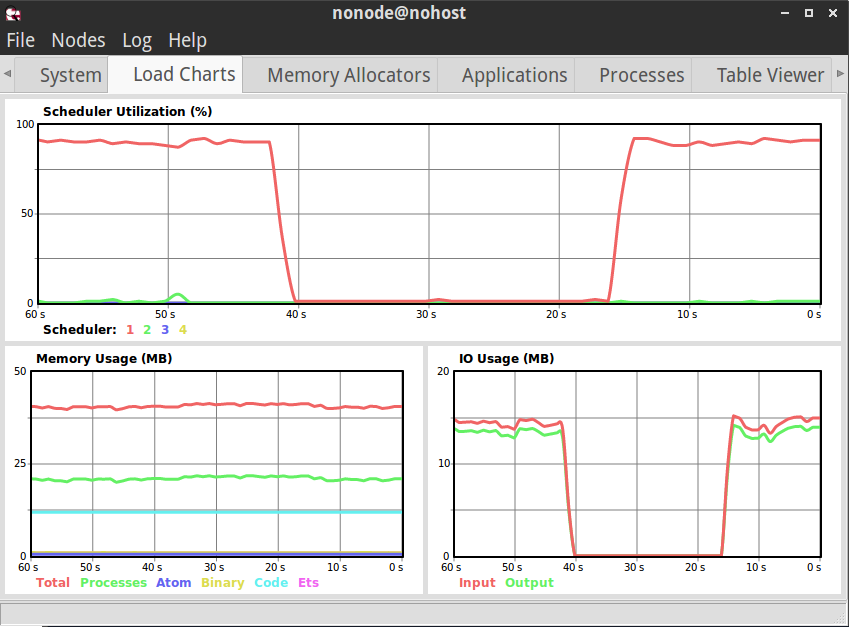 nonode@nohost
File Nodes Log Help
System Load Charts Memory Allocators Applications Processes Table Viewer
Scheduler Utilization (%)
100
50
0
60 s 50 s 40 s 30 s 20 s 10 s 0 s
Scheduler: 1 2 3 4
Memory Usage (MB)
50
25
0
60 s 50 s 40 s 30 s 20 s 10 s 0 s
Total Processes Atom Binary Code Ets
IO Usage (MB)
20
10
0
60 s 50 s 40 s 30 s 20 s 10 s 0 s
Input Output